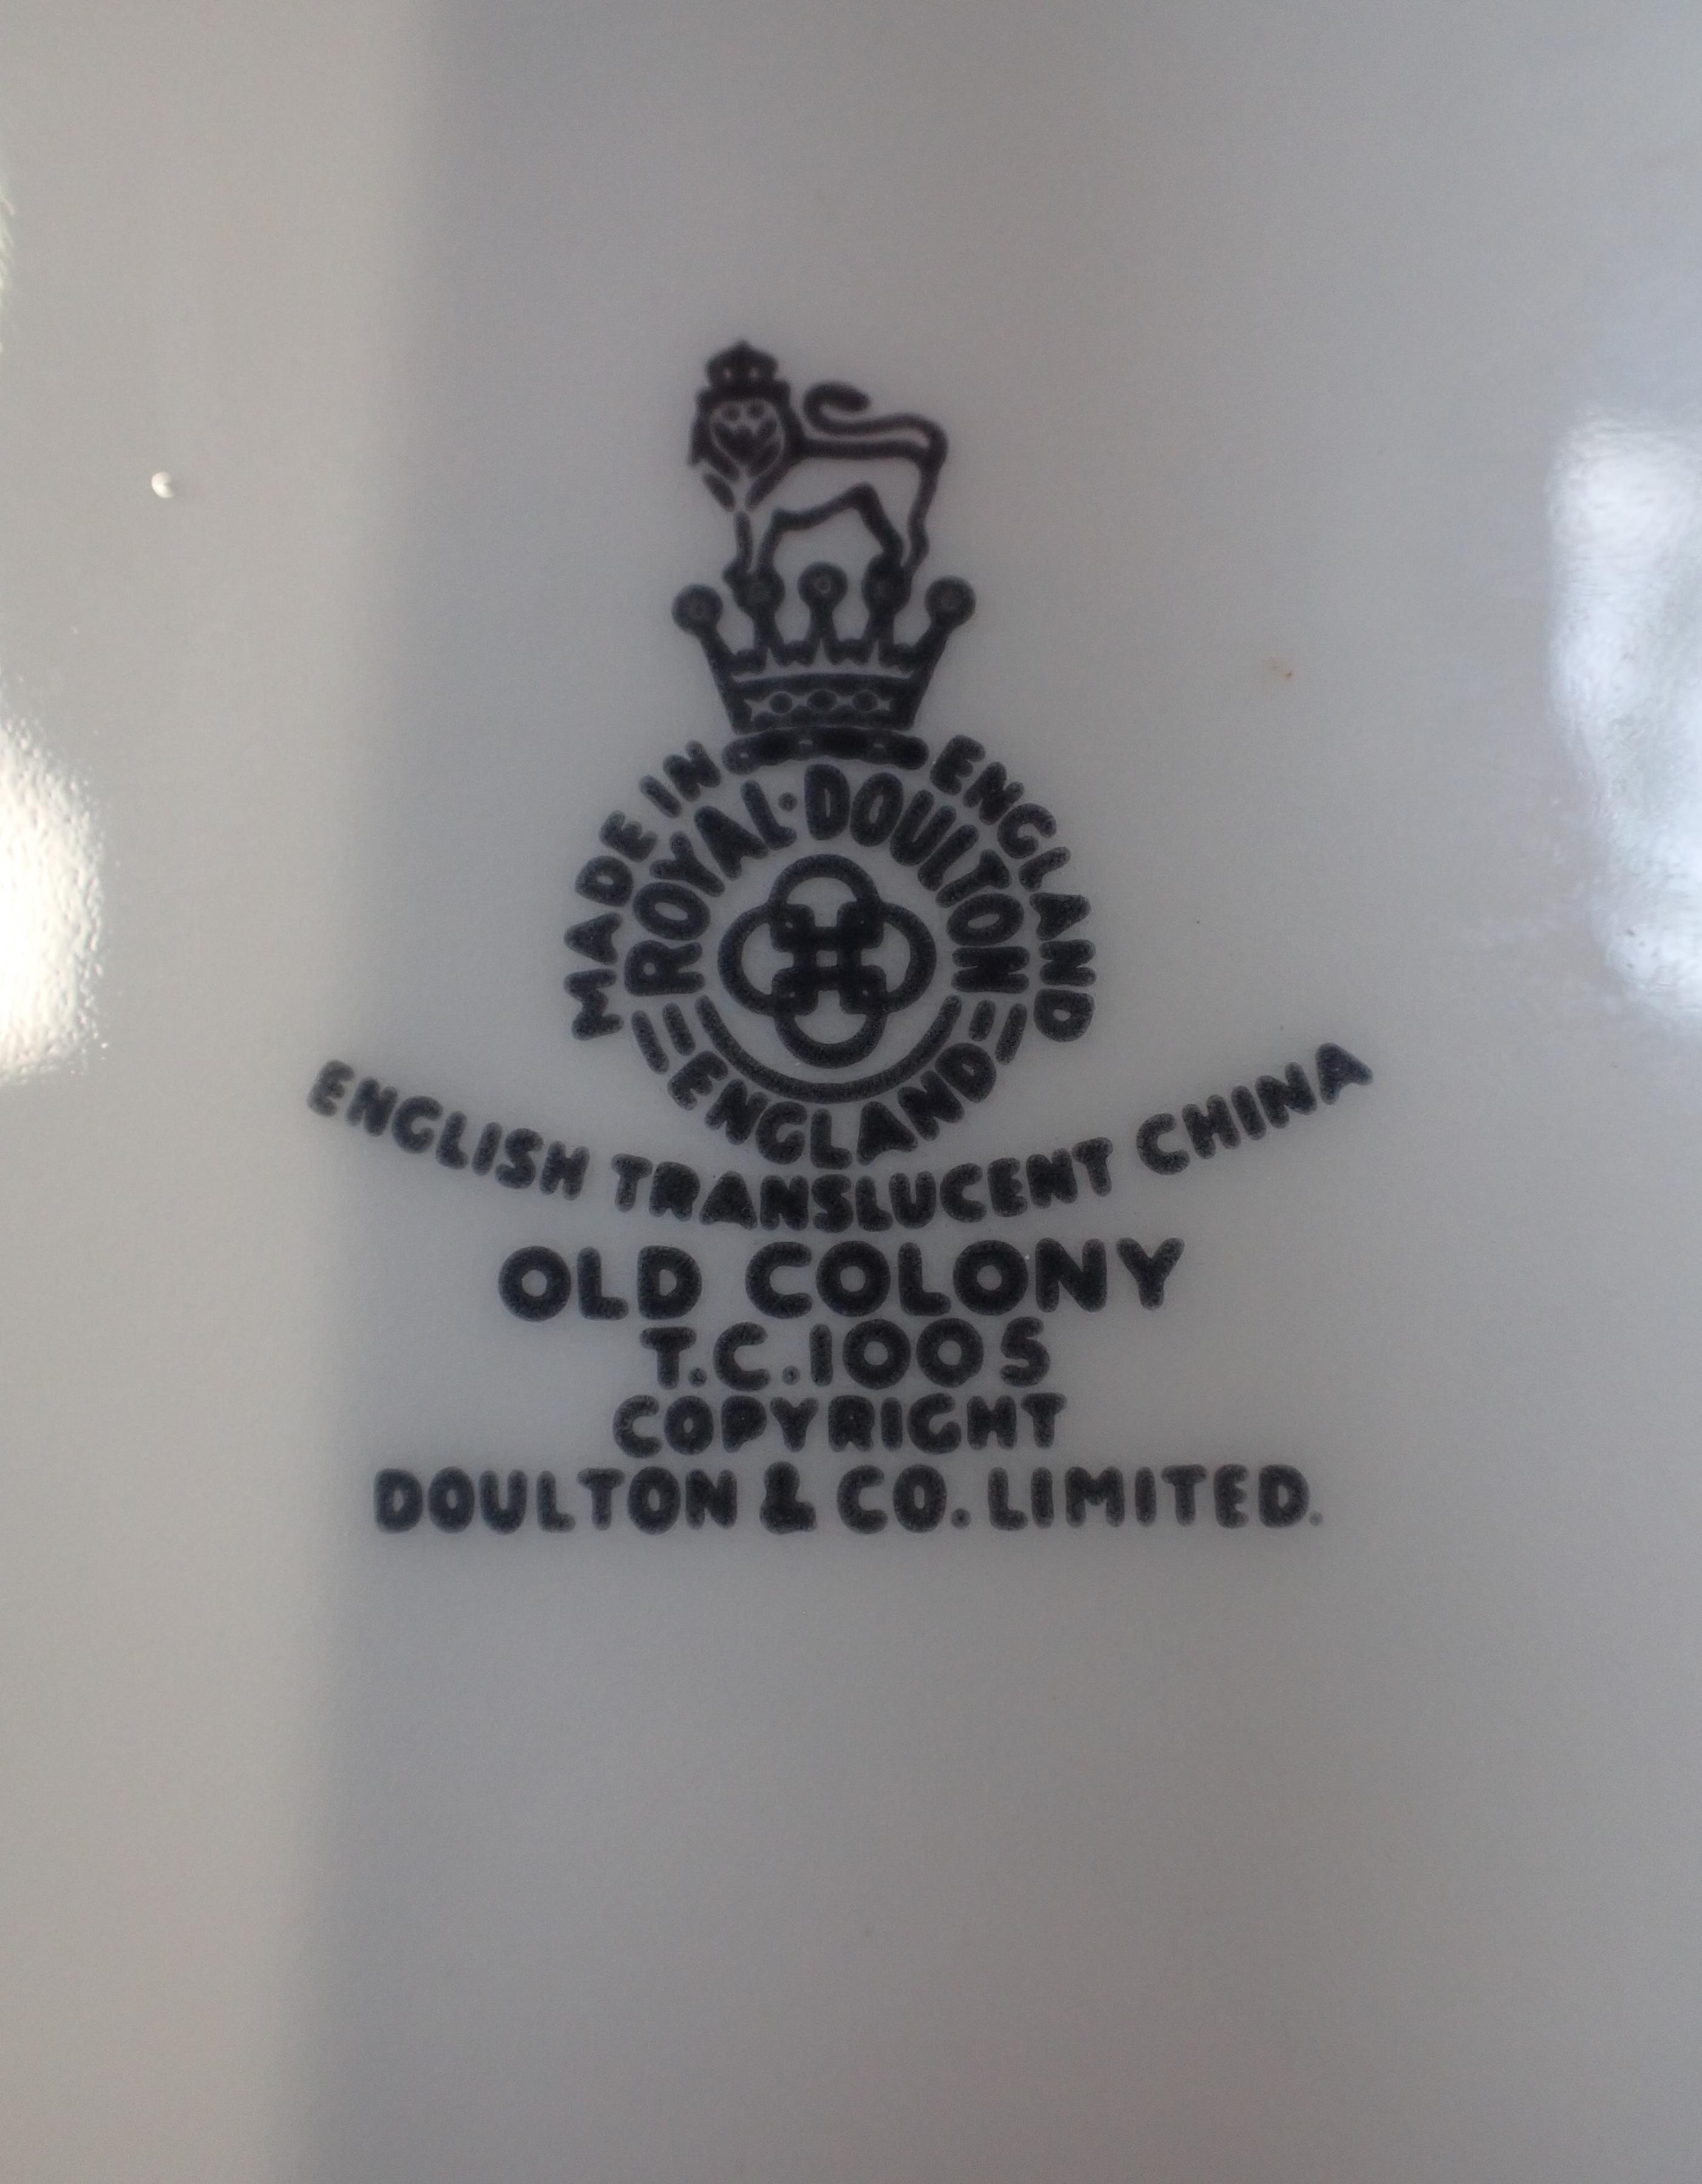 MADE IN ENGLAND
ROYAL·DOULTON
ENGLAND
ENGLISH TRANSLUCENT CHINA
OLD COLONY
T.C.1005
COPYRIGHT
DOULTON & CO. LIMITED.